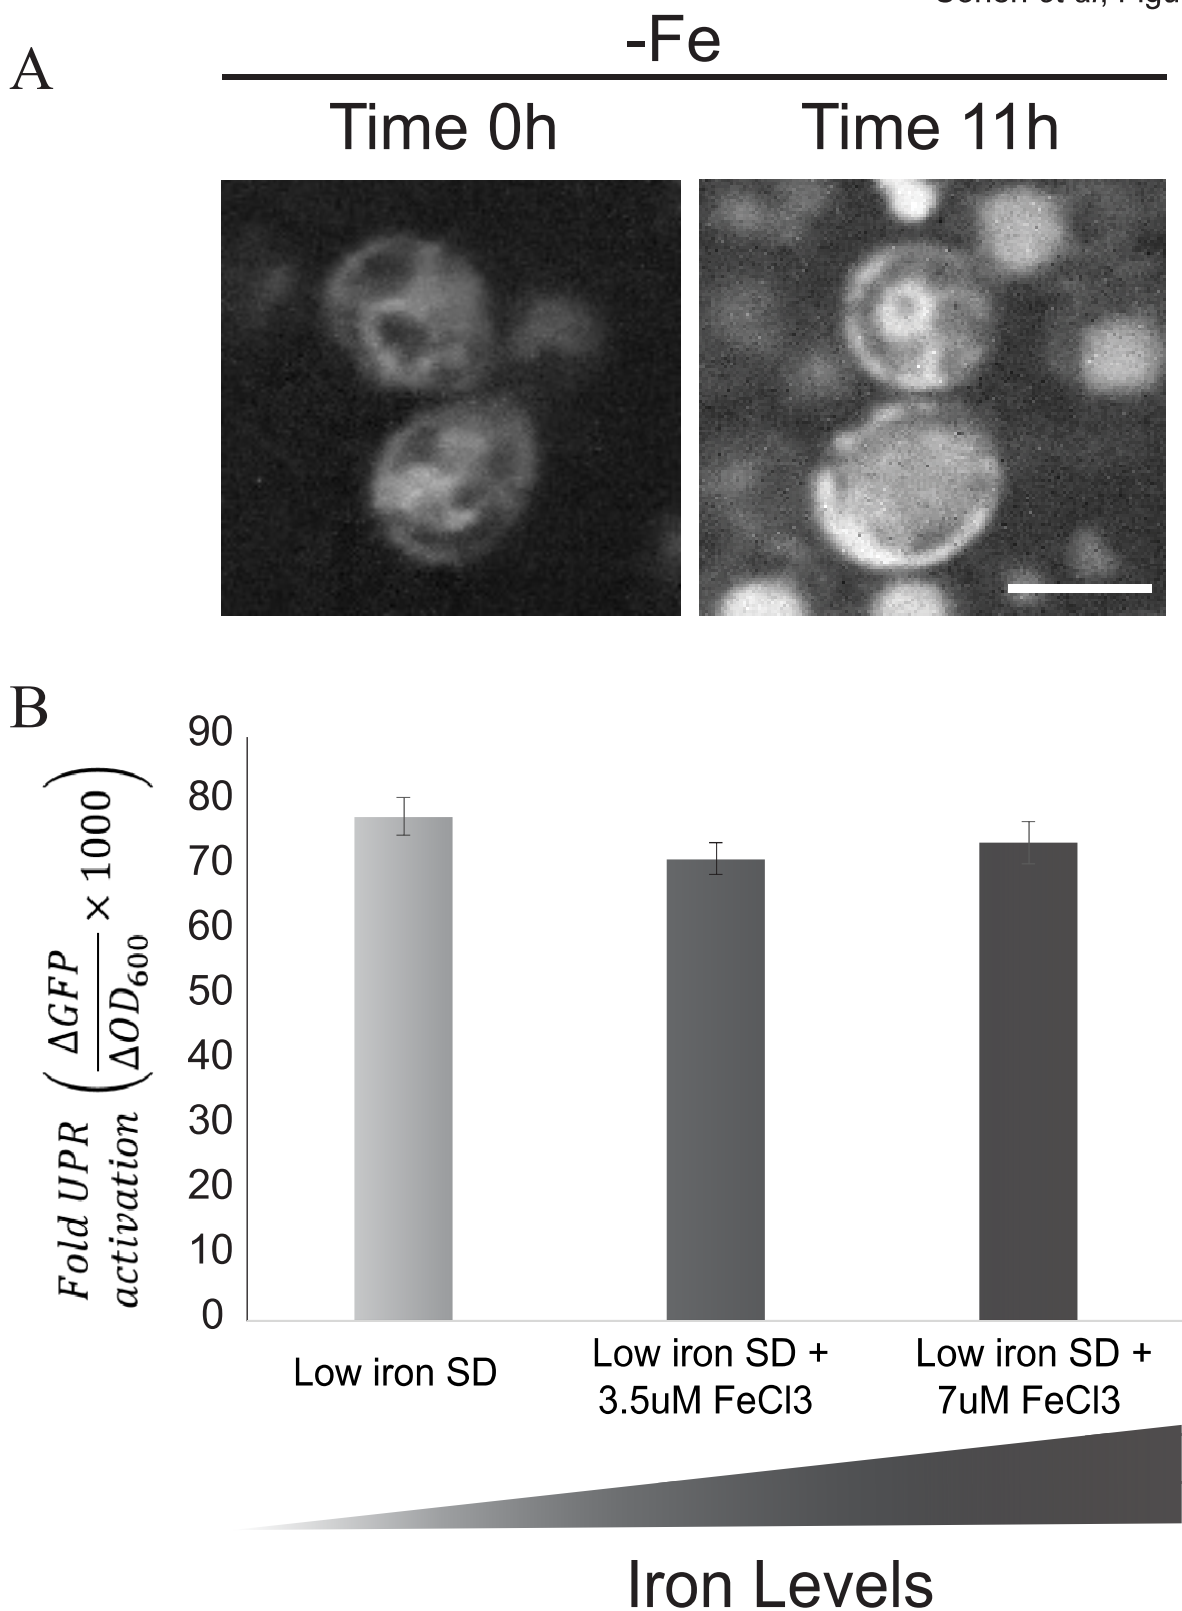 A
-Fe
Time 0h
Time 11h
B
90
80
70
60
50
40
30
20
10
0
Fold UPR
activation
(ΔGFP/ΔOD₆₀₀ × 1000)
Low iron SD
Low iron SD +
3.5uM FeCl3
Low iron SD +
7uM FeCl3
Iron Levels